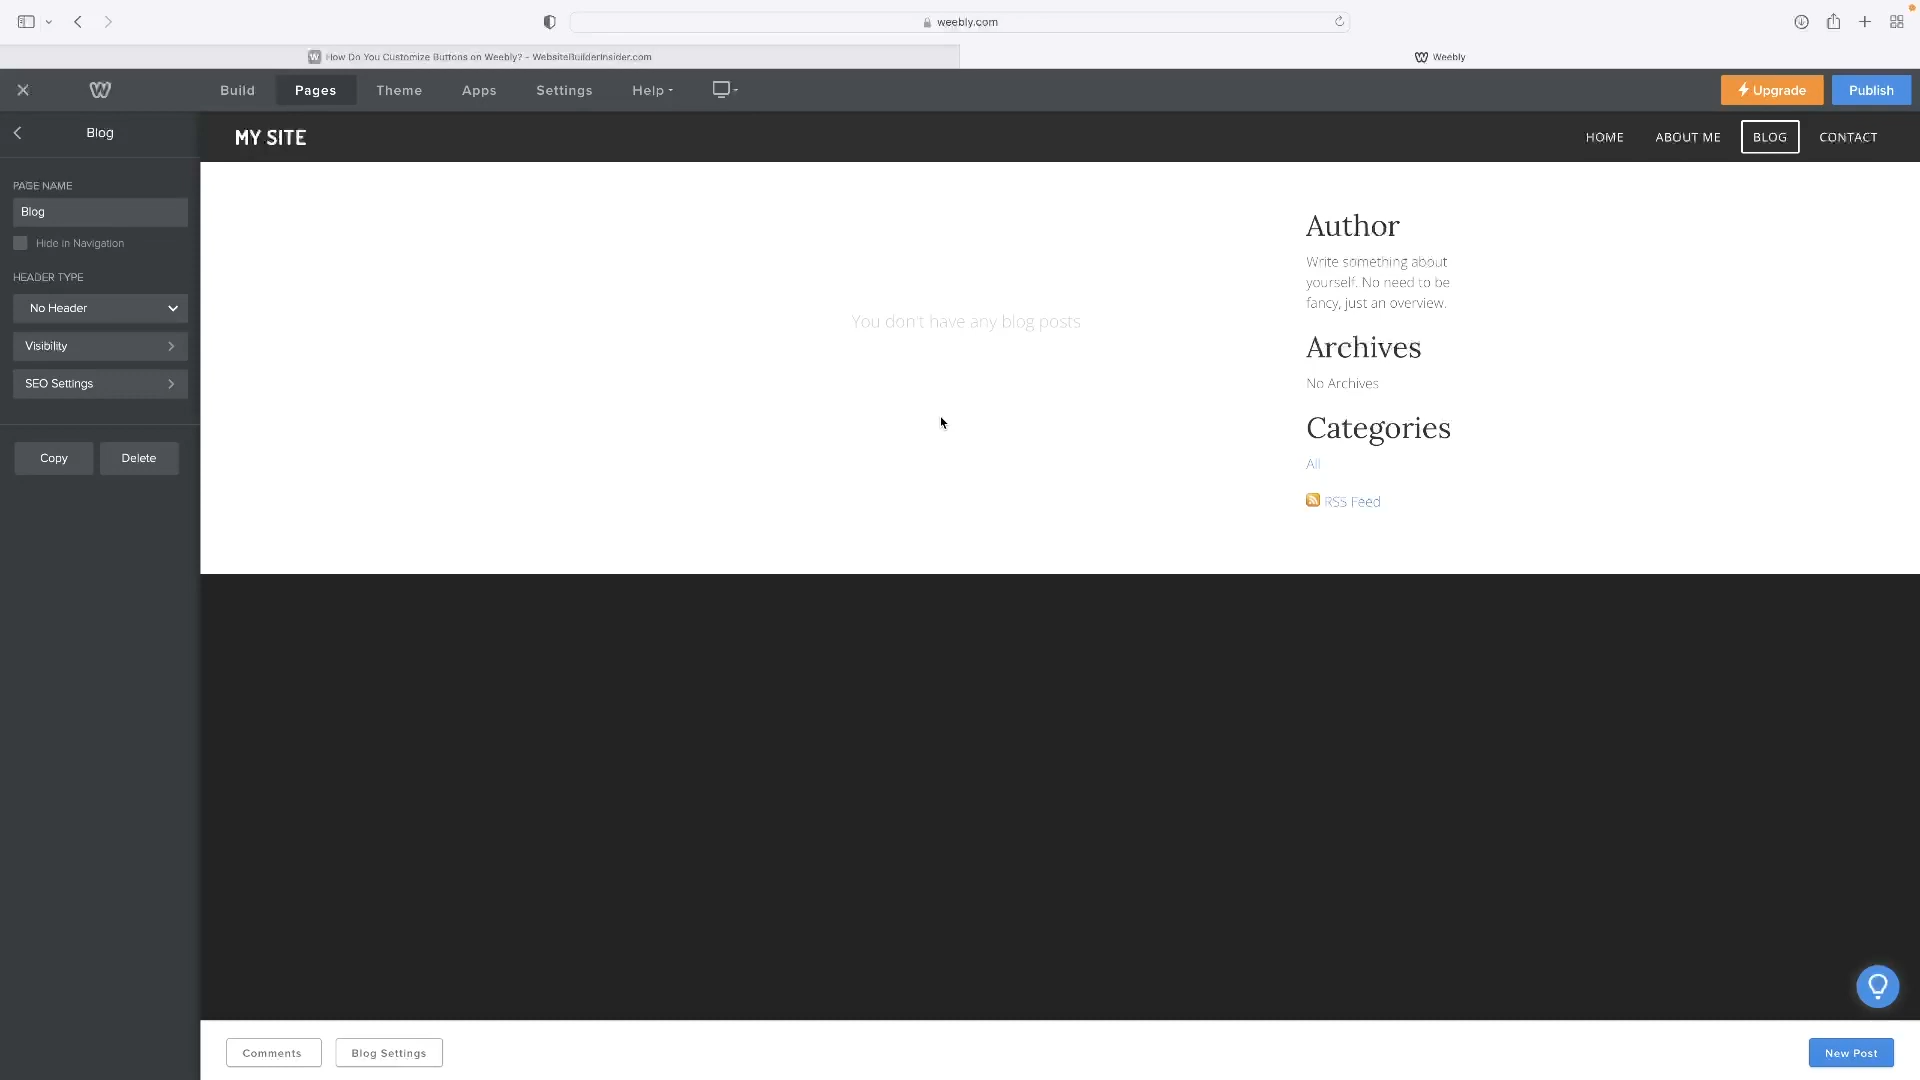 weebly.com
How Do You Customize Buttons on Weebly? - WebsiteBuilderInsider.com
Weebly
Build
Pages
Theme
Apps
Settings
Help
Upgrade
Publish
Blog
MY SITE
HOME
ABOUT ME
BLOG
CONTACT
PAGE NAME
Blog
Hide in Navigation
HEADER TYPE
No Header
Visibility
SEO Settings
Copy
Delete
You don't have any blog posts
Author
Write something about
yourself. No need to be
fancy, just an overview.
Archives
No Archives
Categories
All
RSS Feed
Comments
Blog Settings
New Post